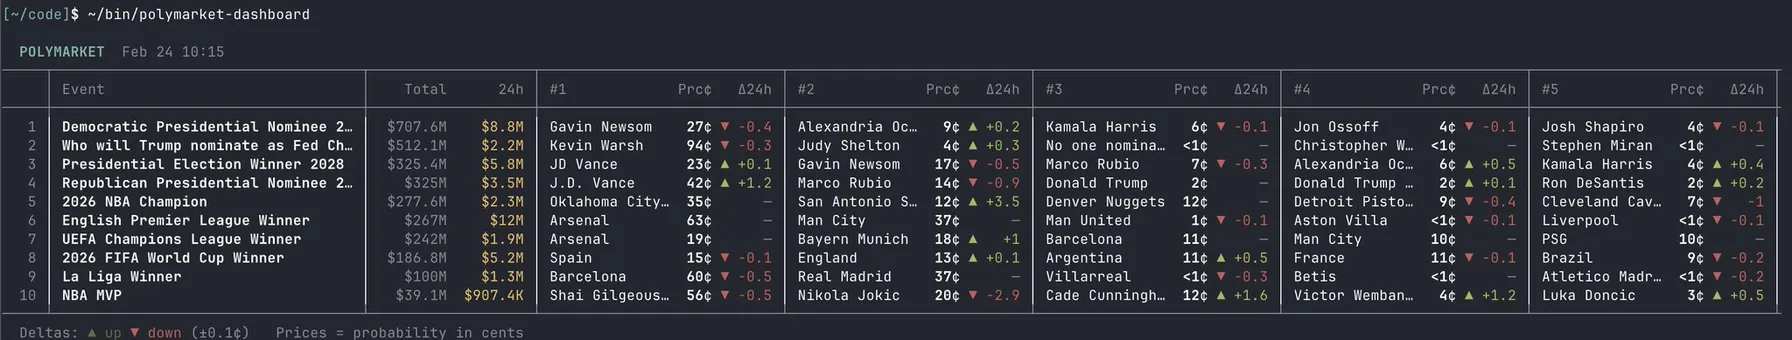 [~/code]$ ~/bin/polymarket-dashboard
POLYMARKET Feb 24 10:15
Event Total 24h #1 Prc¢ Δ24h #2 Prc¢ Δ24h #3 Prc¢ Δ24h #4 Prc¢ Δ24h #5 Prc¢ Δ24h
1 Democratic Presidential Nominee 2… $707.6M $8.8M Gavin Newsom 27¢ ▼ -0.4 Alexandria Oc… 9¢ ▲ +0.2 Kamala Harris 6¢ ▼ -0.1 Jon Ossoff 4¢ ▼ -0.1 Josh Shapiro 4¢ ▼ -0.1
2 Who will Trump nominate as Fed Ch… $512.1M $2.2M Kevin Warsh 94¢ ▼ -0.3 Judy Shelton 4¢ ▲ +0.3 No one nomina… <1¢ — Christopher W… <1¢ — Stephen Miran <1¢ —
3 Presidential Election Winner 2028 $325.4M $5.8M JD Vance 23¢ ▲ +0.1 Gavin Newsom 17¢ ▼ -0.5 Marco Rubio 7¢ ▼ -0.3 Alexandria Oc… 6¢ ▲ +0.5 Kamala Harris 4¢ ▲ +0.4
4 Republican Presidential Nominee 2… $325M $3.5M J.D. Vance 42¢ ▲ +1.2 Marco Rubio 14¢ ▼ -0.9 Donald Trump 2¢ — Donald Trump … 2¢ ▲ +0.1 Ron DeSantis 2¢ ▲ +0.2
5 2026 NBA Champion $277.6M $2.3M Oklahoma City… 35¢ — San Antonio S… 12¢ ▲ +3.5 Denver Nuggets 12¢ — Detroit Pisto… 9¢ ▼ -0.4 Cleveland Cav… 7¢ ▼ -1
6 English Premier League Winner $267M $12M Arsenal 63¢ — Man City 37¢ — Man United 1¢ ▼ -0.1 Aston Villa <1¢ ▼ -0.1 Liverpool <1¢ ▼ -0.1
7 UEFA Champions League Winner $242M $1.9M Arsenal 19¢ — Bayern Munich 18¢ ▲ +1 Barcelona 11¢ — Man City 10¢ — PSG 10¢ —
8 2026 FIFA World Cup Winner $186.8M $5.2M Spain 15¢ ▼ -0.1 England 13¢ ▲ +0.1 Argentina 11¢ ▲ +0.5 France 11¢ ▼ -0.1 Brazil 9¢ ▼ -0.2
9 La Liga Winner $100M $1.3M Barcelona 60¢ ▼ -0.5 Real Madrid 37¢ — Villarreal <1¢ ▼ -0.3 Betis <1¢ — Atletico Madr… <1¢ ▼ -0.2
10 NBA MVP $39.1M $907.4K Shai Gilgeous… 56¢ ▼ -0.5 Nikola Jokic 20¢ ▼ -2.9 Cade Cunningh… 12¢ ▲ +1.6 Victor Wemban… 4¢ ▲ +1.2 Luka Doncic 3¢ ▲ +0.5
Deltas: ▲ up ▼ down (±0.1¢) Prices = probability in cents